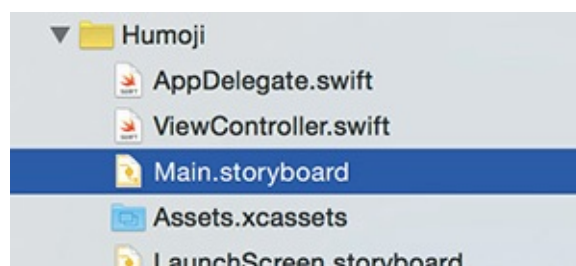 Humoji
AppDelegate.swift
ViewController.swift
Main.storyboard
Assets.xcassets
LaunchScreen.storyboard